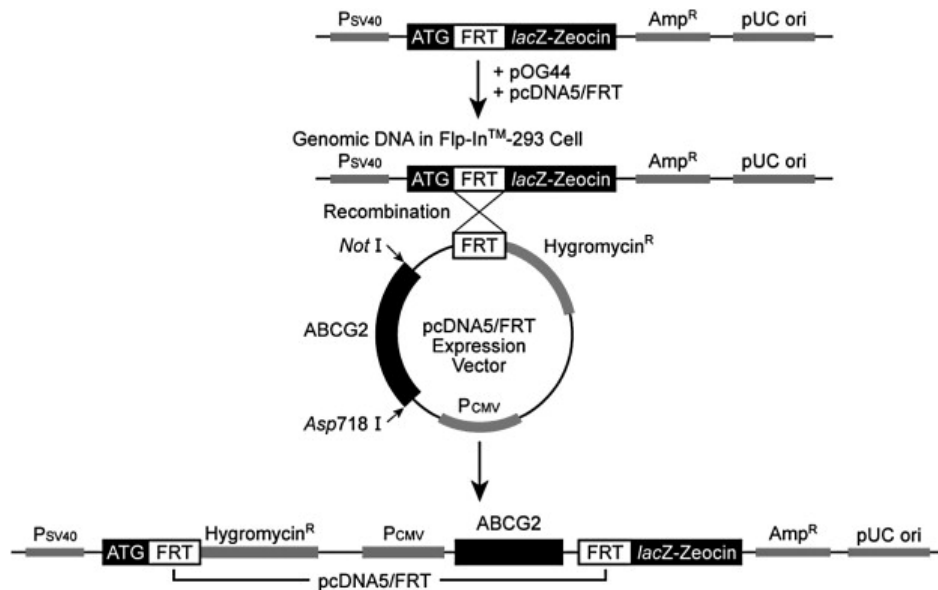 PSV40 ATG FRT lacZ-Zeocin AmpR pUC ori
+ pOG44
+ pcDNA5/FRT
Genomic DNA in Flp-In™-293 Cell
PSV40 ATG FRT lacZ-Zeocin AmpR pUC ori
Recombination
FRT
HygromycinR
Not I
ABCG2
pcDNA5/FRT
Expression
Vector
PCMV
Asp718 I
PSV40 ATG FRT HygromycinR PCMV ABCG2 FRT lacZ-Zeocin AmpR pUC ori
pcDNA5/FRT